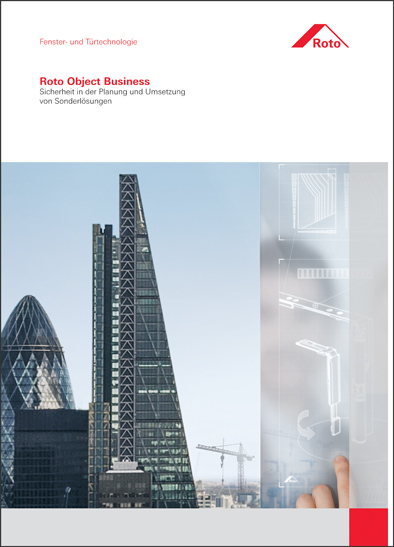 Fenster- und Türtechnologie
Roto
Roto Object Business
Sicherheit in der Planung und Umsetzung
von Sonderlösungen